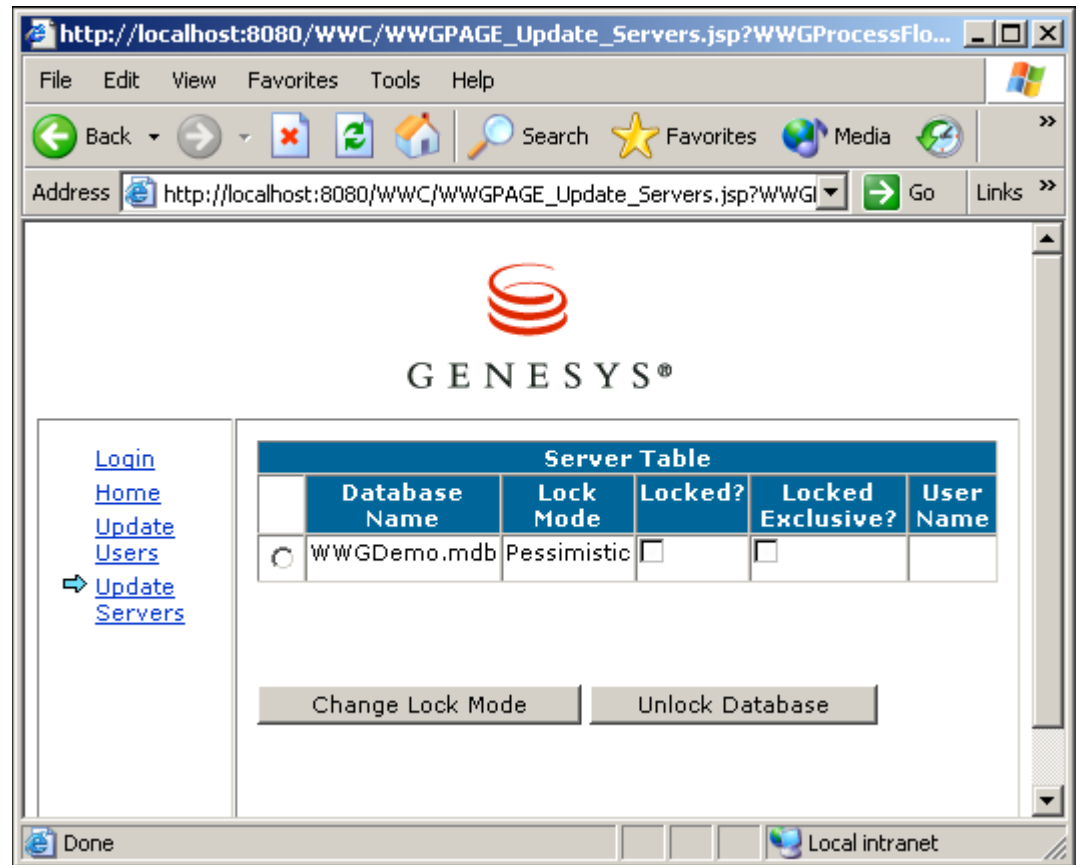 http://localhost:8080/WWC/WWGPAGE_Update_Servers.jsp?WWGProcessFlo...
File Edit View Favorites Tools Help
Back Search Favorites Media »
Address http://localhost:8080/WWC/WWGPAGE_Update_Servers.jsp?WWG Go Links »
GENESYS®
Login
Home
Update
Users
Update
Servers
Server Table
Database Name Lock Mode Locked? Locked Exclusive? User Name
WWGDemo.mdb Pessimistic
Change Lock Mode Unlock Database
Done Local intranet